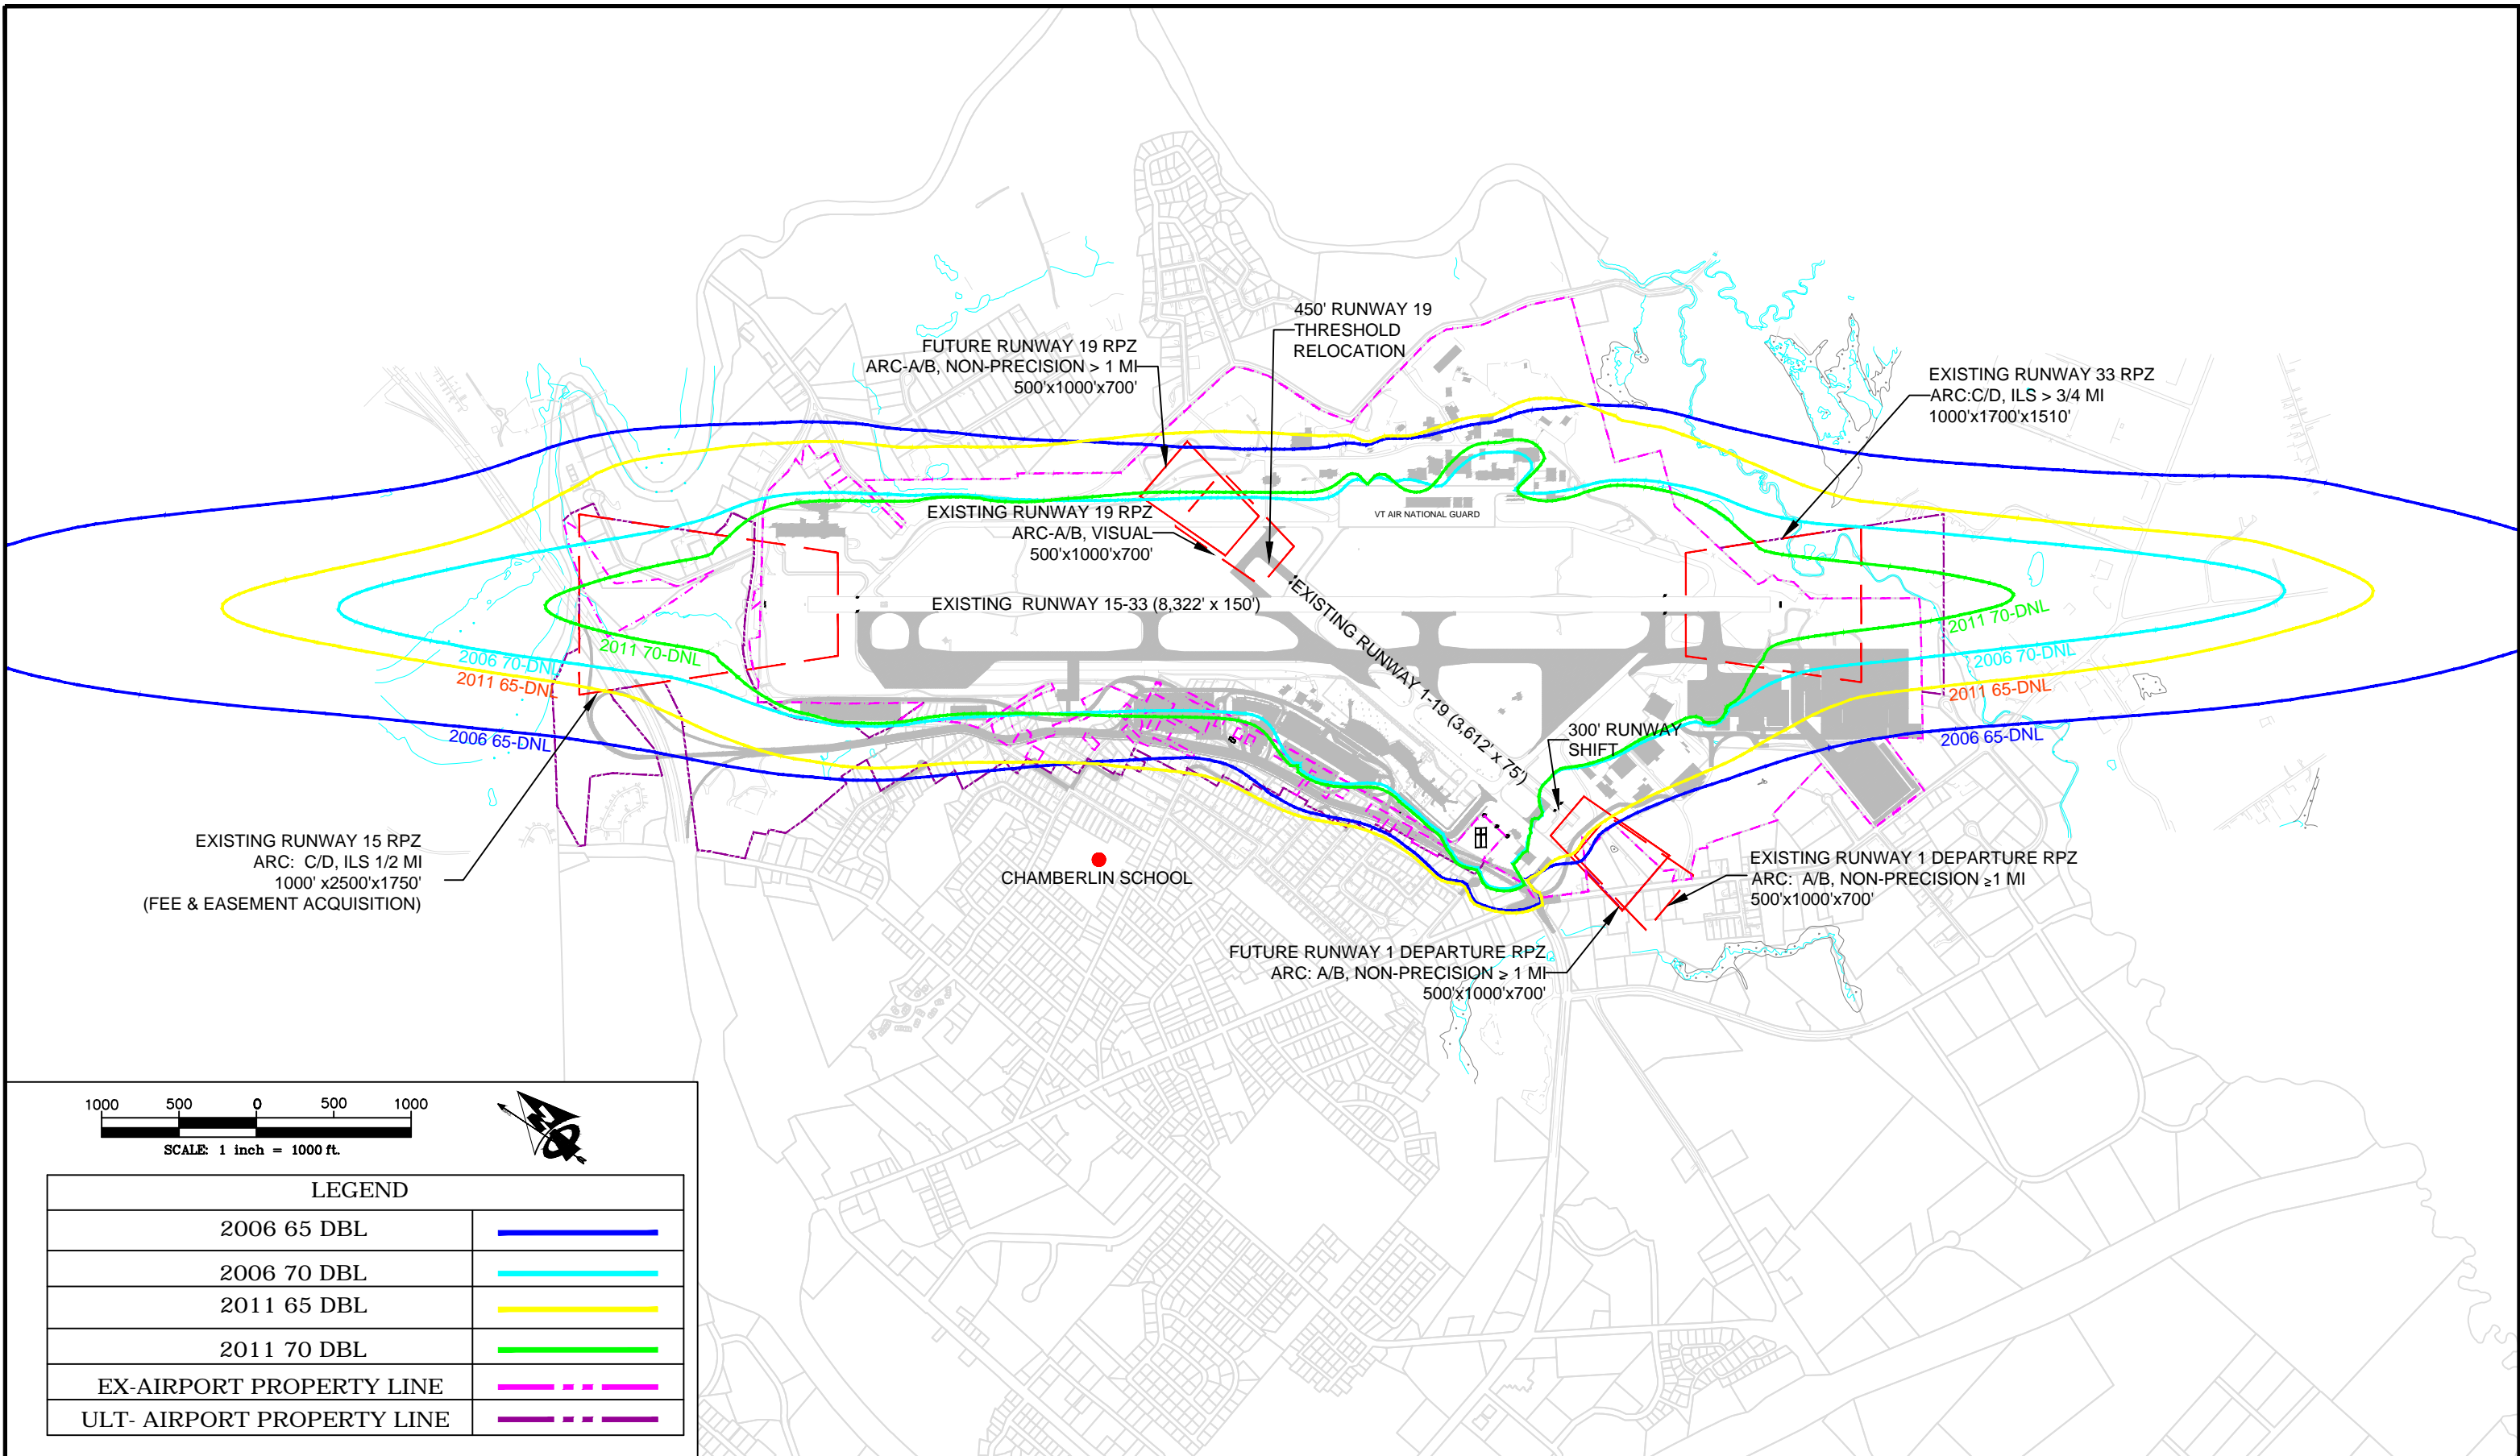 450' RUNWAY 19
THRESHOLD
RELOCATION
FUTURE RUNWAY 19 RPZ
ARC-A/B, NON-PRECISION > 1 MI
500'x1000'x700'
EXISTING RUNWAY 33 RPZ
ARC:C/D, ILS > 3/4 MI
1000'x1700'x1510'
EXISTING RUNWAY 19 RPZ
ARC-A/B, VISUAL
500'x1000'x700'
VT AIR NATIONAL GUARD
EXISTING RUNWAY 15-33 (8,322' x 150')
EXISTING RUNWAY 1-19 (3,612' x 75')
2011 70-DNL
2006 70-DNL
2011 65-DNL
2006 65-DNL
2011 70-DNL
2006 70-DNL
2011 65-DNL
2006 65-DNL
300' RUNWAY
SHIFT
EXISTING RUNWAY 15 RPZ
ARC: C/D, ILS 1/2 MI
1000' x2500'x1750'
(FEE & EASEMENT ACQUISITION)
CHAMBERLIN SCHOOL
EXISTING RUNWAY 1 DEPARTURE RPZ
ARC: A/B, NON-PRECISION ≥1 MI
500'x1000'x700'
FUTURE RUNWAY 1 DEPARTURE RPZ
ARC: A/B, NON-PRECISION ≥ 1 MI
500'x1000'x700'
1000 500 0 500 1000
SCALE: 1 inch = 1000 ft.
LEGEND
2006 65 DBL
2006 70 DBL
2011 65 DBL
2011 70 DBL
EX-AIRPORT PROPERTY LINE
ULT- AIRPORT PROPERTY LINE